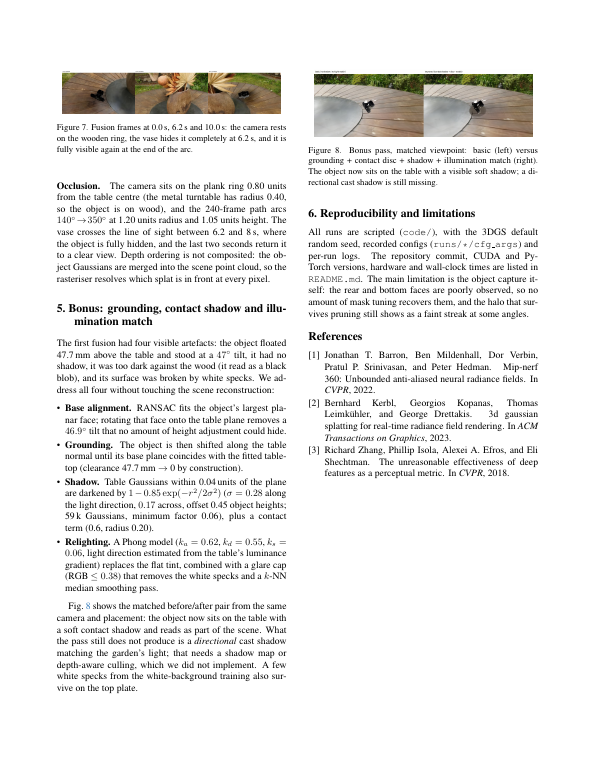 Figure 7. Fusion frames at 0.0 s, 6.2 s and 10.0 s: the camera rests
on the wooden ring, the vase hides it completely at 6.2 s, and it is
fully visible again at the end of the arc.
Occlusion. The camera sits on the plank ring 0.80 units
from the table centre (the metal turntable has radius 0.40,
so the object is on wood), and the 240-frame path arcs
140° → 350° at 1.20 units radius and 1.05 units height. The
vase crosses the line of sight between 6.2 and 8 s, where
the object is fully hidden, and the last two seconds return it
to a clear view. Depth ordering is not composited: the ob-
ject Gaussians are merged into the scene point cloud, so the
rasteriser resolves which splat is in front at every pixel.
5. Bonus: grounding, contact shadow and illu-
mination match
The first fusion had four visible artefacts: the object floated
47.7 mm above the table and stood at a 47° tilt, it had no
shadow, it was too dark against the wood (it read as a black
blob), and its surface was broken by white specks. We ad-
dress all four without touching the scene reconstruction:
• Base alignment. RANSAC fits the object's largest pla-
nar face; rotating that face onto the table plane removes a
46.9° tilt that no amount of height adjustment could hide.
• Grounding. The object is then shifted along the table
normal until its base plane coincides with the fitted table-
top (clearance 47.7 mm → 0 by construction).
• Shadow. Table Gaussians within 0.04 units of the plane
are darkened by 1 − 0.85 exp(−r²/2σ²) (σ = 0.28 along
the light direction, 0.17 across, offset 0.45 object heights;
59 k Gaussians, minimum factor 0.06), plus a contact
term (0.6, radius 0.20).
• Relighting. A Phong model (kₐ = 0.62, k_d = 0.55, kₛ =
0.06, light direction estimated from the table's luminance
gradient) replaces the flat tint, combined with a glare cap
(RGB ≤ 0.38) that removes the white specks and a k-NN
median smoothing pass.
Fig. 8 shows the matched before/after pair from the same
camera and placement: the object now sits on the table with
a soft contact shadow and reads as part of the scene. What
the pass still does not produce is a directional cast shadow
matching the garden's light; that needs a shadow map or
depth-aware culling, which we did not implement. A few
white specks from the white-background training also sur-
vive on the top plate.
Figure 8. Bonus pass, matched viewpoint: basic (left) versus
grounding + contact disc + shadow + illumination match (right).
The object now sits on the table with a visible soft shadow; a di-
rectional cast shadow is still missing.
6. Reproducibility and limitations
All runs are scripted (code/), with the 3DGS default
random seed, recorded configs (runs/*/cfg_args) and
per-run logs. The repository commit, CUDA and Py-
Torch versions, hardware and wall-clock times are listed in
README.md. The main limitation is the object capture it-
self: the rear and bottom faces are poorly observed, so no
amount of mask tuning recovers them, and the halo that sur-
vives pruning still shows as a faint streak at some angles.
References
[1] Jonathan T. Barron, Ben Mildenhall, Dor Verbin,
Pratul P. Srinivasan, and Peter Hedman. Mip-nerf
360: Unbounded anti-aliased neural radiance fields. In
CVPR, 2022.
[2] Bernhard Kerbl, Georgios Kopanas, Thomas
Leimkühler, and George Drettakis. 3d gaussian
splatting for real-time radiance field rendering. In ACM
Transactions on Graphics, 2023.
[3] Richard Zhang, Phillip Isola, Alexei A. Efros, and Eli
Shechtman. The unreasonable effectiveness of deep
features as a perceptual metric. In CVPR, 2018.